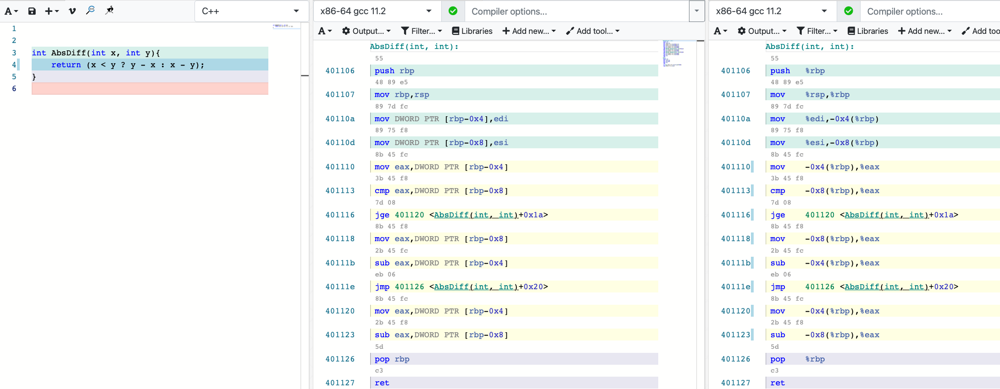 A C++
1
2
3 int AbsDiff(int x, int y){
4 return (x < y ? y - x : x - y);
5 }
6
x86-64 gcc 11.2 Compiler options...
A Output... Filter... Libraries Add new... Add tool...
AbsDiff(int, int):
55
401106 push rbp
48 89 e5
401107 mov rbp,rsp
89 7d fc
40110a mov DWORD PTR [rbp-0x4],edi
89 75 f8
40110d mov DWORD PTR [rbp-0x8],esi
8b 45 fc
401110 mov eax,DWORD PTR [rbp-0x4]
3b 45 f8
401113 cmp eax,DWORD PTR [rbp-0x8]
7d 08
401116 jge 401120 <AbsDiff(int, int)+0x1a>
8b 45 f8
401118 mov eax,DWORD PTR [rbp-0x8]
2b 45 fc
40111b sub eax,DWORD PTR [rbp-0x4]
eb 06
40111e jmp 401126 <AbsDiff(int, int)+0x20>
8b 45 fc
401120 mov eax,DWORD PTR [rbp-0x4]
2b 45 f8
401123 sub eax,DWORD PTR [rbp-0x8]
5d
401126 pop rbp
c3
401127 ret
x86-64 gcc 11.2 Compiler options...
A Output... Filter... Libraries Add new... Add too
AbsDiff(int, int):
55
401106 push %rbp
48 89 e5
401107 mov %rsp,%rbp
89 7d fc
40110a mov %edi,-0x4(%rbp)
89 75 f8
40110d mov %esi,-0x8(%rbp)
8b 45 fc
401110 mov -0x4(%rbp),%eax
3b 45 f8
401113 cmp -0x8(%rbp),%eax
7d 08
401116 jge 401120 <AbsDiff(int, int)+0x1a>
8b 45 f8
401118 mov -0x8(%rbp),%eax
2b 45 fc
40111b sub -0x4(%rbp),%eax
eb 06
40111e jmp 401126 <AbsDiff(int, int)+0x20>
8b 45 fc
401120 mov -0x4(%rbp),%eax
2b 45 f8
401123 sub -0x8(%rbp),%eax
5d
401126 pop %rbp
c3
401127 ret